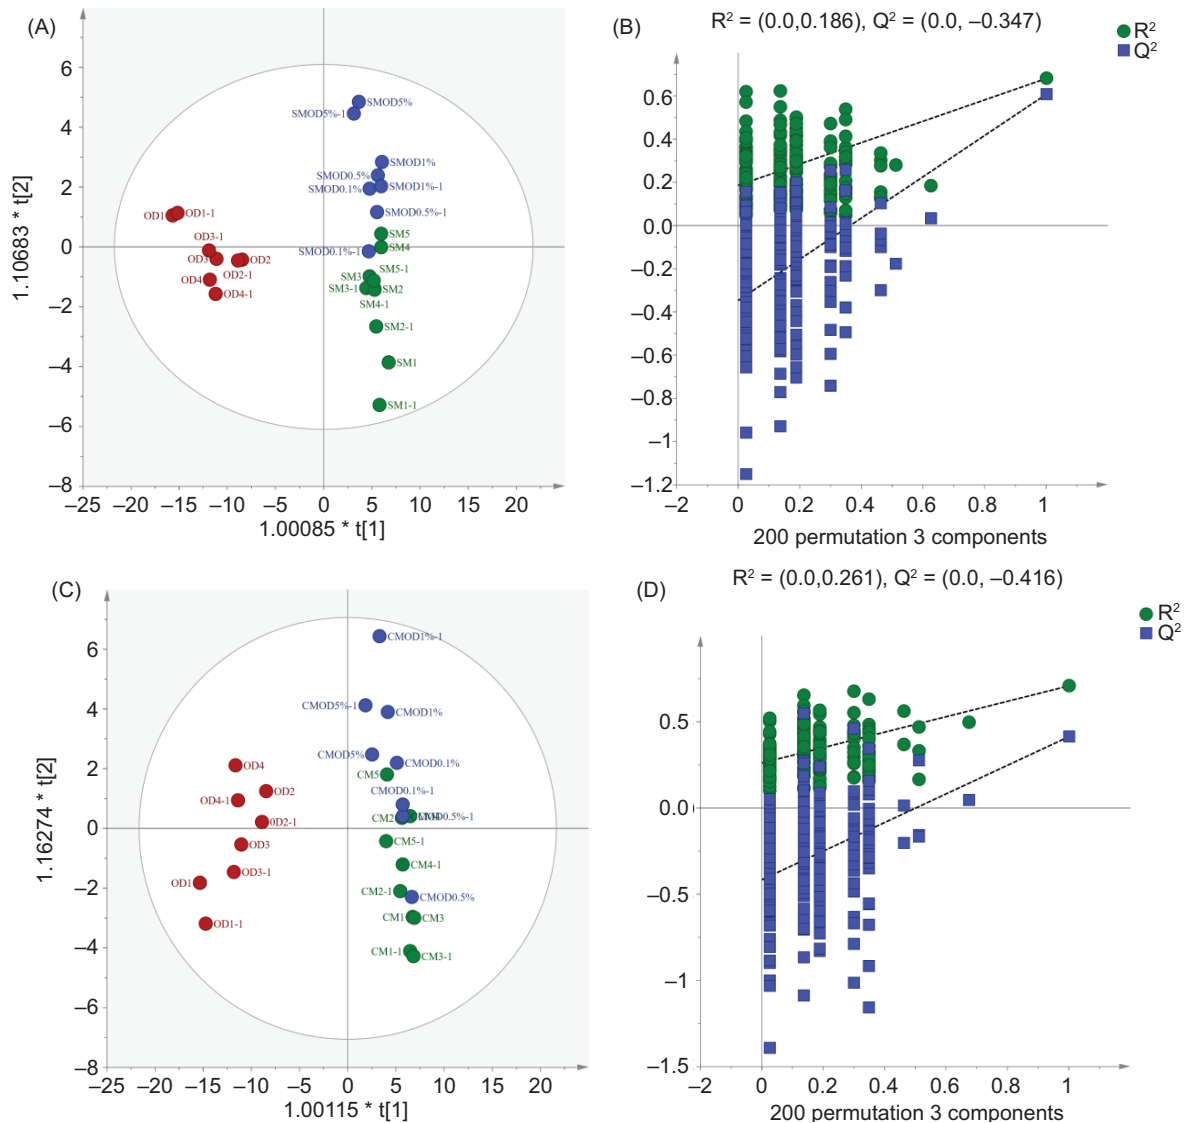 (A)
6
4
2
0
–2
–4
–6
–8
–25 –20 –15 –10 –5 0 5 10 15 20
1.10683 * t[2]
1.00085 * t[1]
SMOD5%
SMOD5%-1
SMOD1%
SMOD0.5%
SMOD1%-1
SMOD0.1%
SMOD0.5%-1
OD1
OD1-1
SM5
OD3-1
SM4
SMOD0.1%-1
OD3
OD2
OD2-1
SM5-1
SM3
OD4
SM3-1
SM2
OD4-1
SM4-1
SM2-1
SM1
SM1-1
(B)
R² = (0.0,0.186), Q² = (0.0, –0.347)
R²
Q²
0.6
0.4
0.2
0.0
–0.2
–0.4
–0.6
–0.8
–1
–1.2
–2 0 0.2 0.4 0.6 0.8 1
200 permutation 3 components
(C)
6
4
2
0
–2
–4
–6
–8
–25 –20 –15 –10 –5 0 5 10 15 20
1.16274 * t[2]
1.00115 * t[1]
CMOD1%-1
CMOD5%-1
CMOD1%
CMOD5%
CMOD0.1%
OD4
CM5
OD2
CMOD0.1%-1
OD4-1
CM2
CMOD0.5%-1
0D2-1
CM5-1
OD3
CM4-1
OD3-1
OD1
CM2-1
CMOD0.5%
CM1
CM3
OD1-1
CM1-1
CM3-1
(D)
R² = (0.0,0.261), Q² = (0.0, –0.416)
R²
Q²
0.5
0.0
–0.5
–1
–1.5
–2 0 0.2 0.4 0.6 0.8 1
200 permutation 3 components